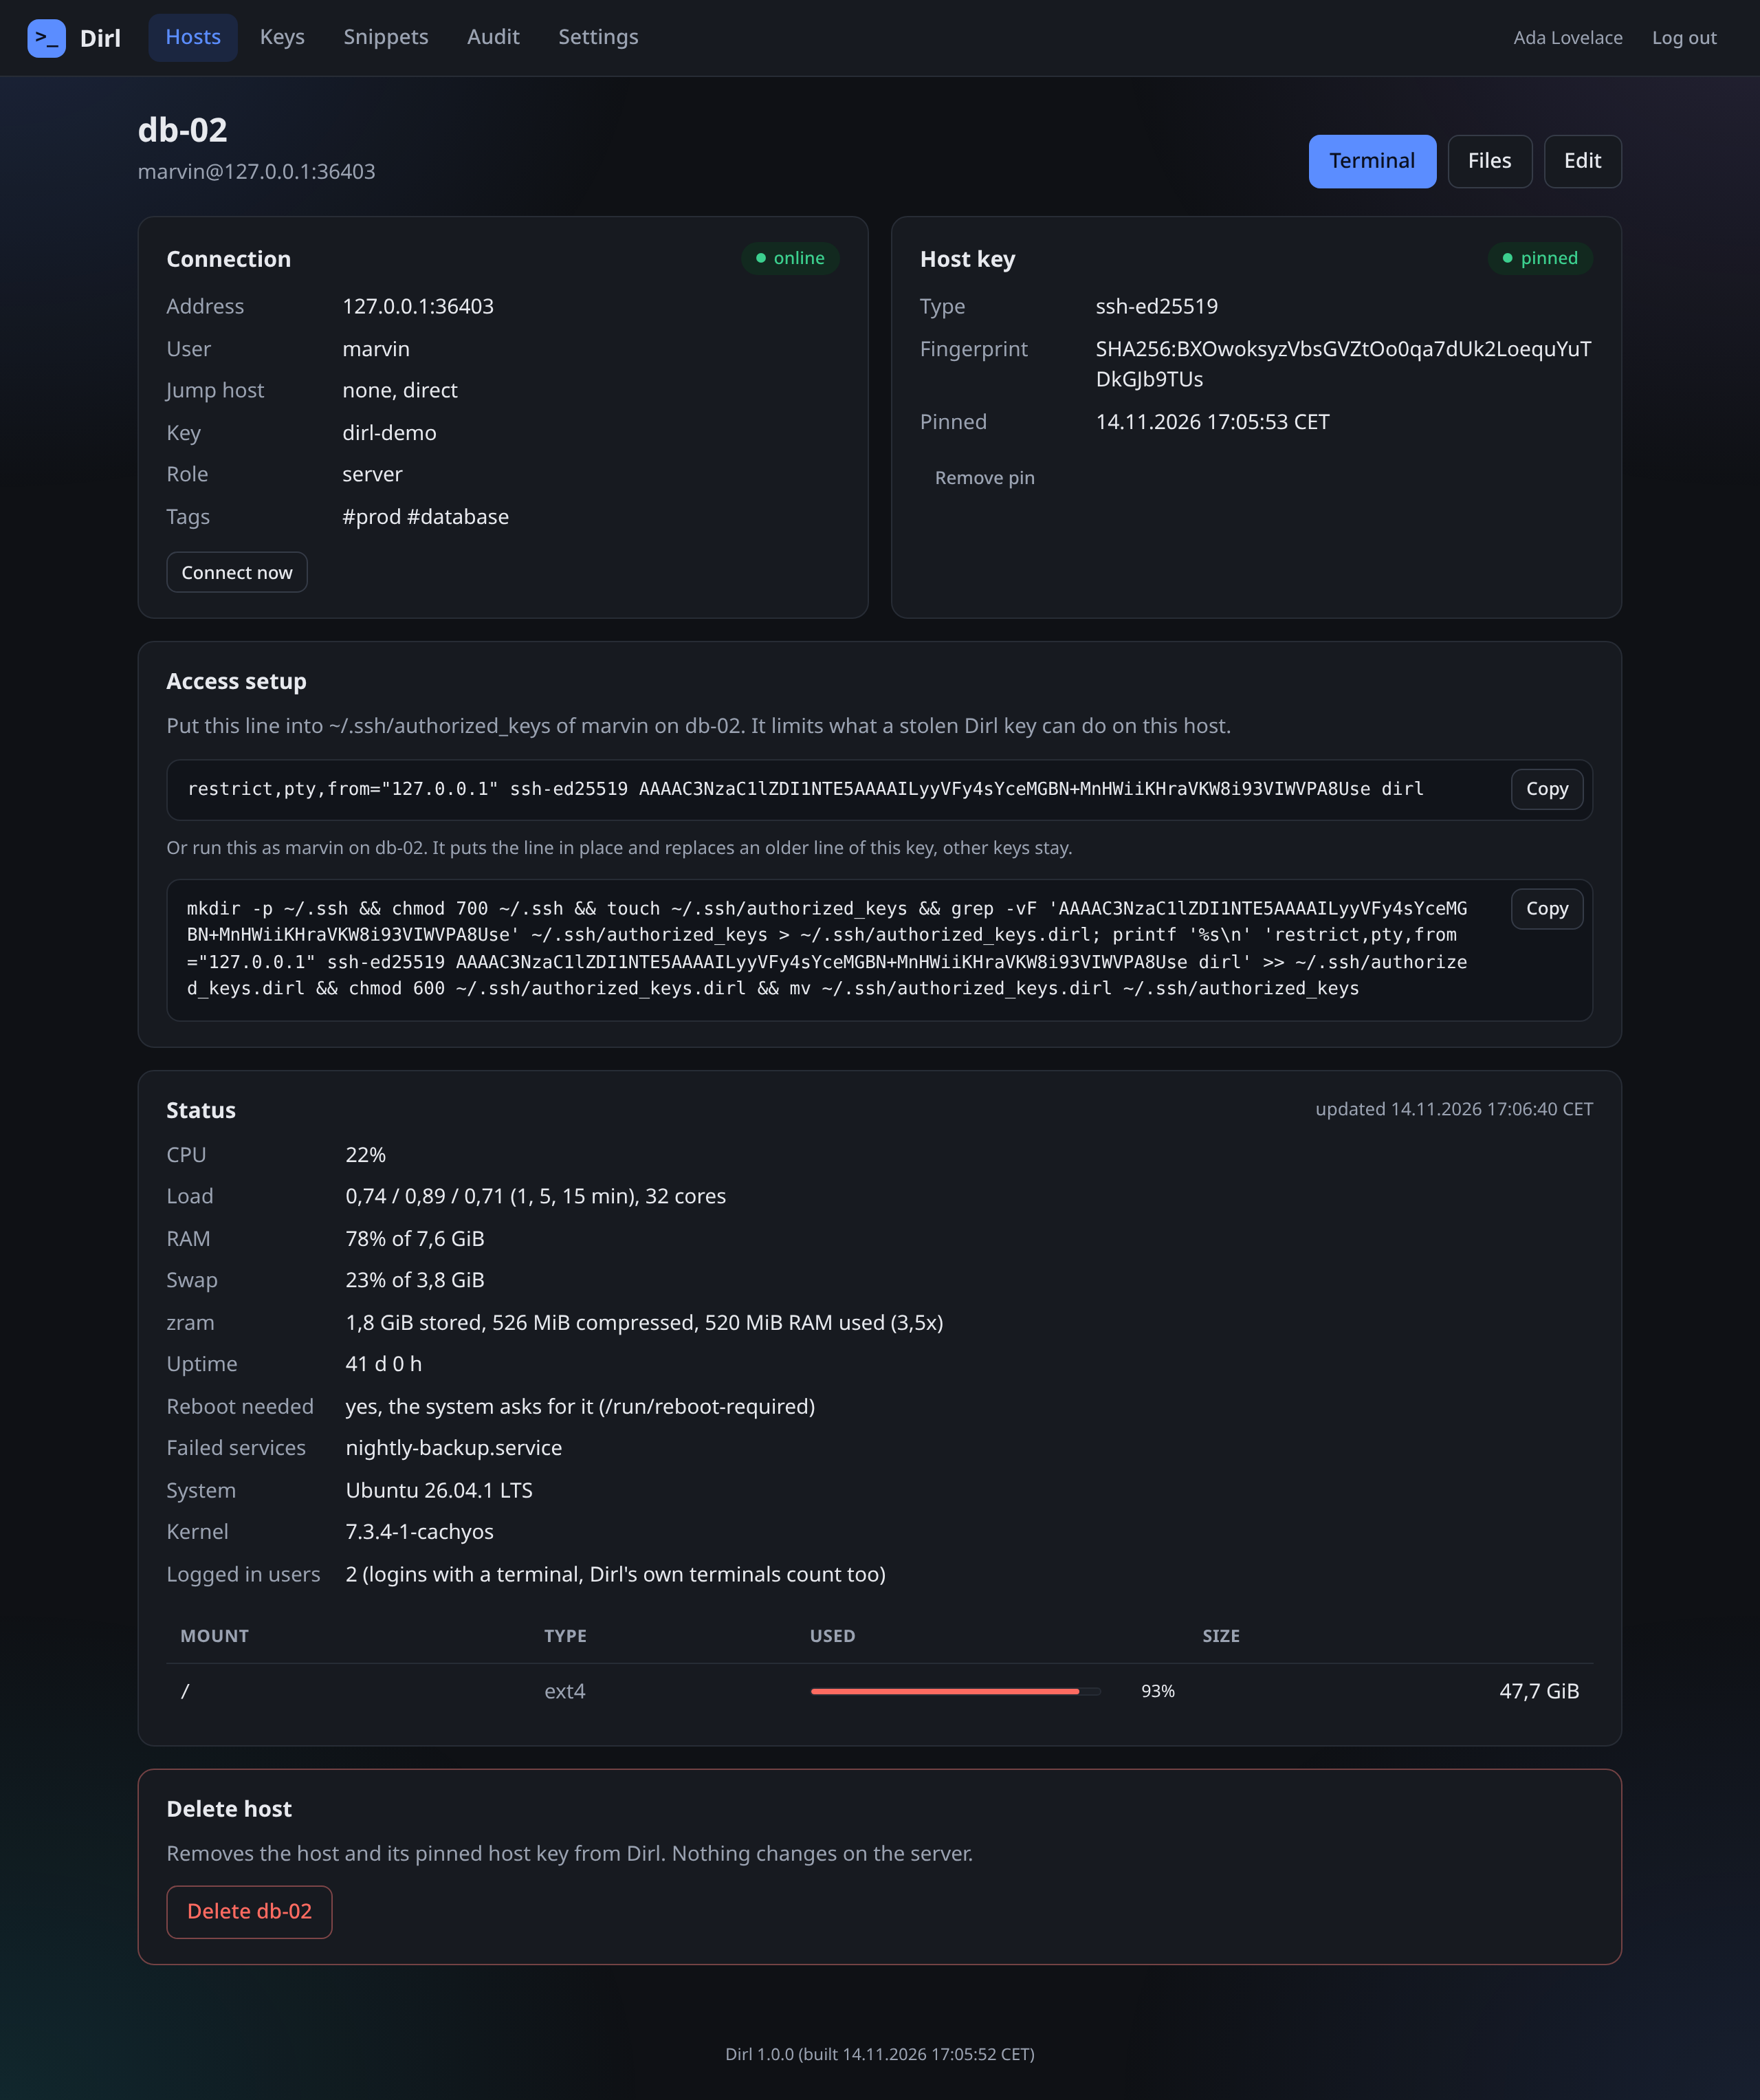 >_ Dirl Hosts Keys Snippets Audit Settings Ada Lovelace Log out
db-02
marvin@127.0.0.1:36403
Terminal Files Edit
Connection online
Address 127.0.0.1:36403
User marvin
Jump host none, direct
Key dirl-demo
Role server
Tags #prod #database
Connect now
Host key pinned
Type ssh-ed25519
Fingerprint SHA256:BXOwoksyzVbsGVZtOo0qa7dUk2LoequYuT
DkGJb9TUs
Pinned 14.11.2026 17:05:53 CET
Remove pin
Access setup
Put this line into ~/.ssh/authorized_keys of marvin on db-02. It limits what a stolen Dirl key can do on this host.
restrict,pty,from="127.0.0.1" ssh-ed25519 AAAAC3NzaC1lZDI1NTE5AAAAILyyVFy4sYceMGBN+MnHWiiKHraVKW8i93VIWVPA8Use dirl Copy
Or run this as marvin on db-02. It puts the line in place and replaces an older line of this key, other keys stay.
mkdir -p ~/.ssh && chmod 700 ~/.ssh && touch ~/.ssh/authorized_keys && grep -vF 'AAAAC3NzaC1lZDI1NTE5AAAAILyyVFy4sYceMG Copy
BN+MnHWiiKHraVKW8i93VIWVPA8Use' ~/.ssh/authorized_keys > ~/.ssh/authorized_keys.dirl; printf '%s\n' 'restrict,pty,from
="127.0.0.1" ssh-ed25519 AAAAC3NzaC1lZDI1NTE5AAAAILyyVFy4sYceMGBN+MnHWiiKHraVKW8i93VIWVPA8Use dirl' >> ~/.ssh/authorize
d_keys.dirl && chmod 600 ~/.ssh/authorized_keys.dirl && mv ~/.ssh/authorized_keys.dirl ~/.ssh/authorized_keys
Status updated 14.11.2026 17:06:40 CET
CPU 22%
Load 0,74 / 0,89 / 0,71 (1, 5, 15 min), 32 cores
RAM 78% of 7,6 GiB
Swap 23% of 3,8 GiB
zram 1,8 GiB stored, 526 MiB compressed, 520 MiB RAM used (3,5x)
Uptime 41 d 0 h
Reboot needed yes, the system asks for it (/run/reboot-required)
Failed services nightly-backup.service
System Ubuntu 26.04.1 LTS
Kernel 7.3.4-1-cachyos
Logged in users 2 (logins with a terminal, Dirl's own terminals count too)
MOUNT TYPE USED SIZE
/ ext4 93% 47,7 GiB
Delete host
Removes the host and its pinned host key from Dirl. Nothing changes on the server.
Delete db-02
Dirl 1.0.0 (built 14.11.2026 17:05:52 CET)